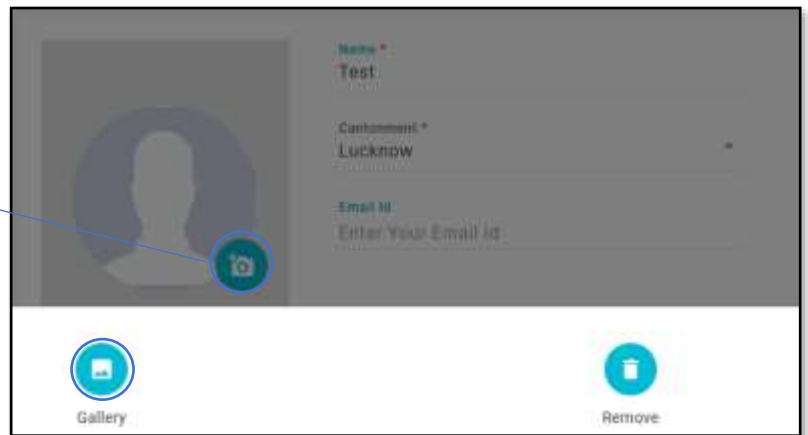 Name *
Test
Cantonment *
Lucknow
Email Id
Enter Your Email Id
Gallery
Remove